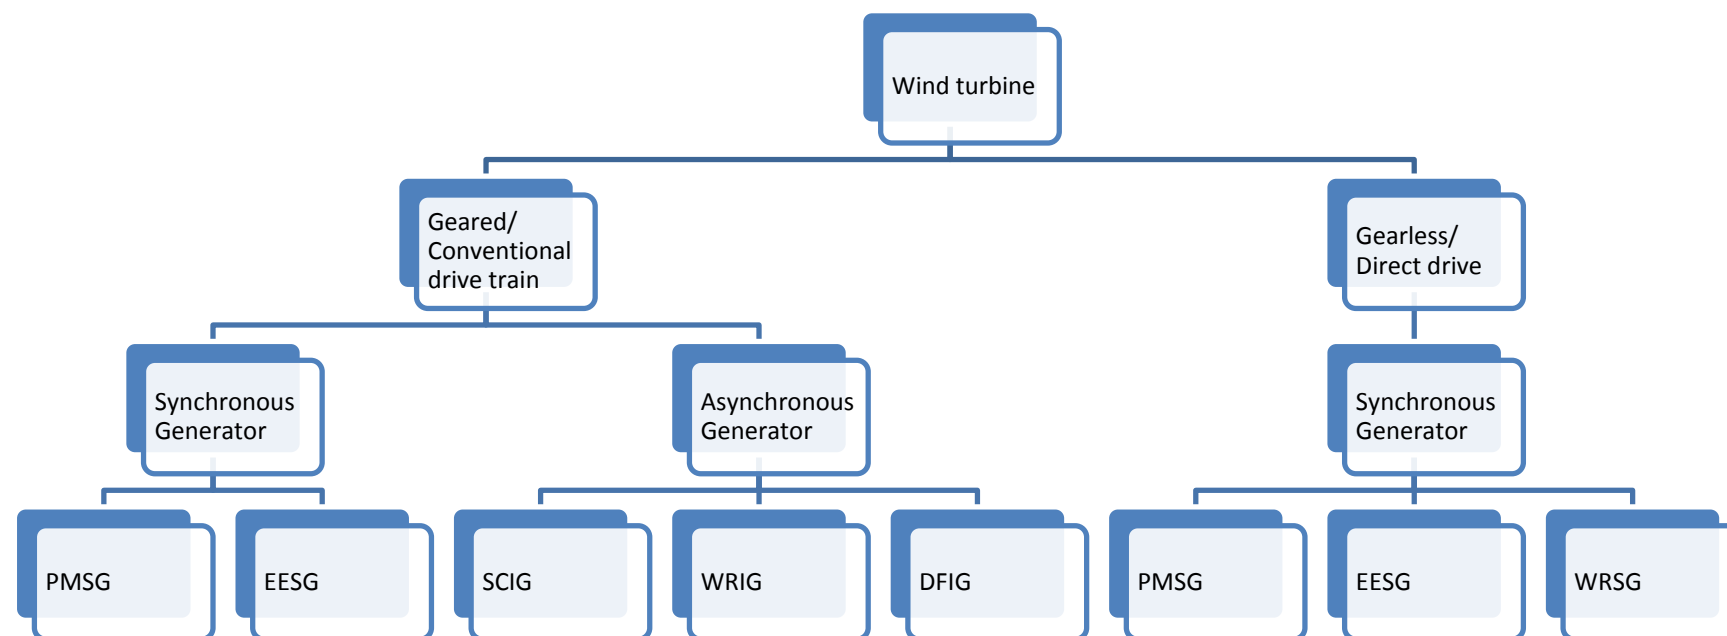 Wind turbine
Geared/
Conventional
drive train
Gearless/
Direct drive
Synchronous
Generator
Asynchronous
Generator
Synchronous
Generator
PMSG
EESG
SCIG
WRIG
DFIG
PMSG
EESG
WRSG